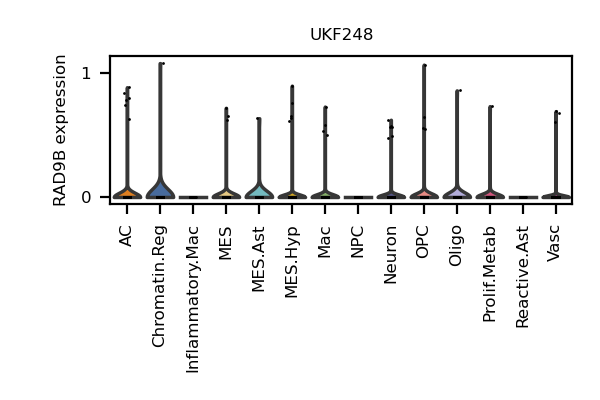 UKF248
RAD9B expression
1
0
AC
Chromatin.Reg
Inflammatory.Mac
MES
MES.Ast
MES.Hyp
Mac
NPC
Neuron
OPC
Oligo
Prolif.Metab
Reactive.Ast
Vasc